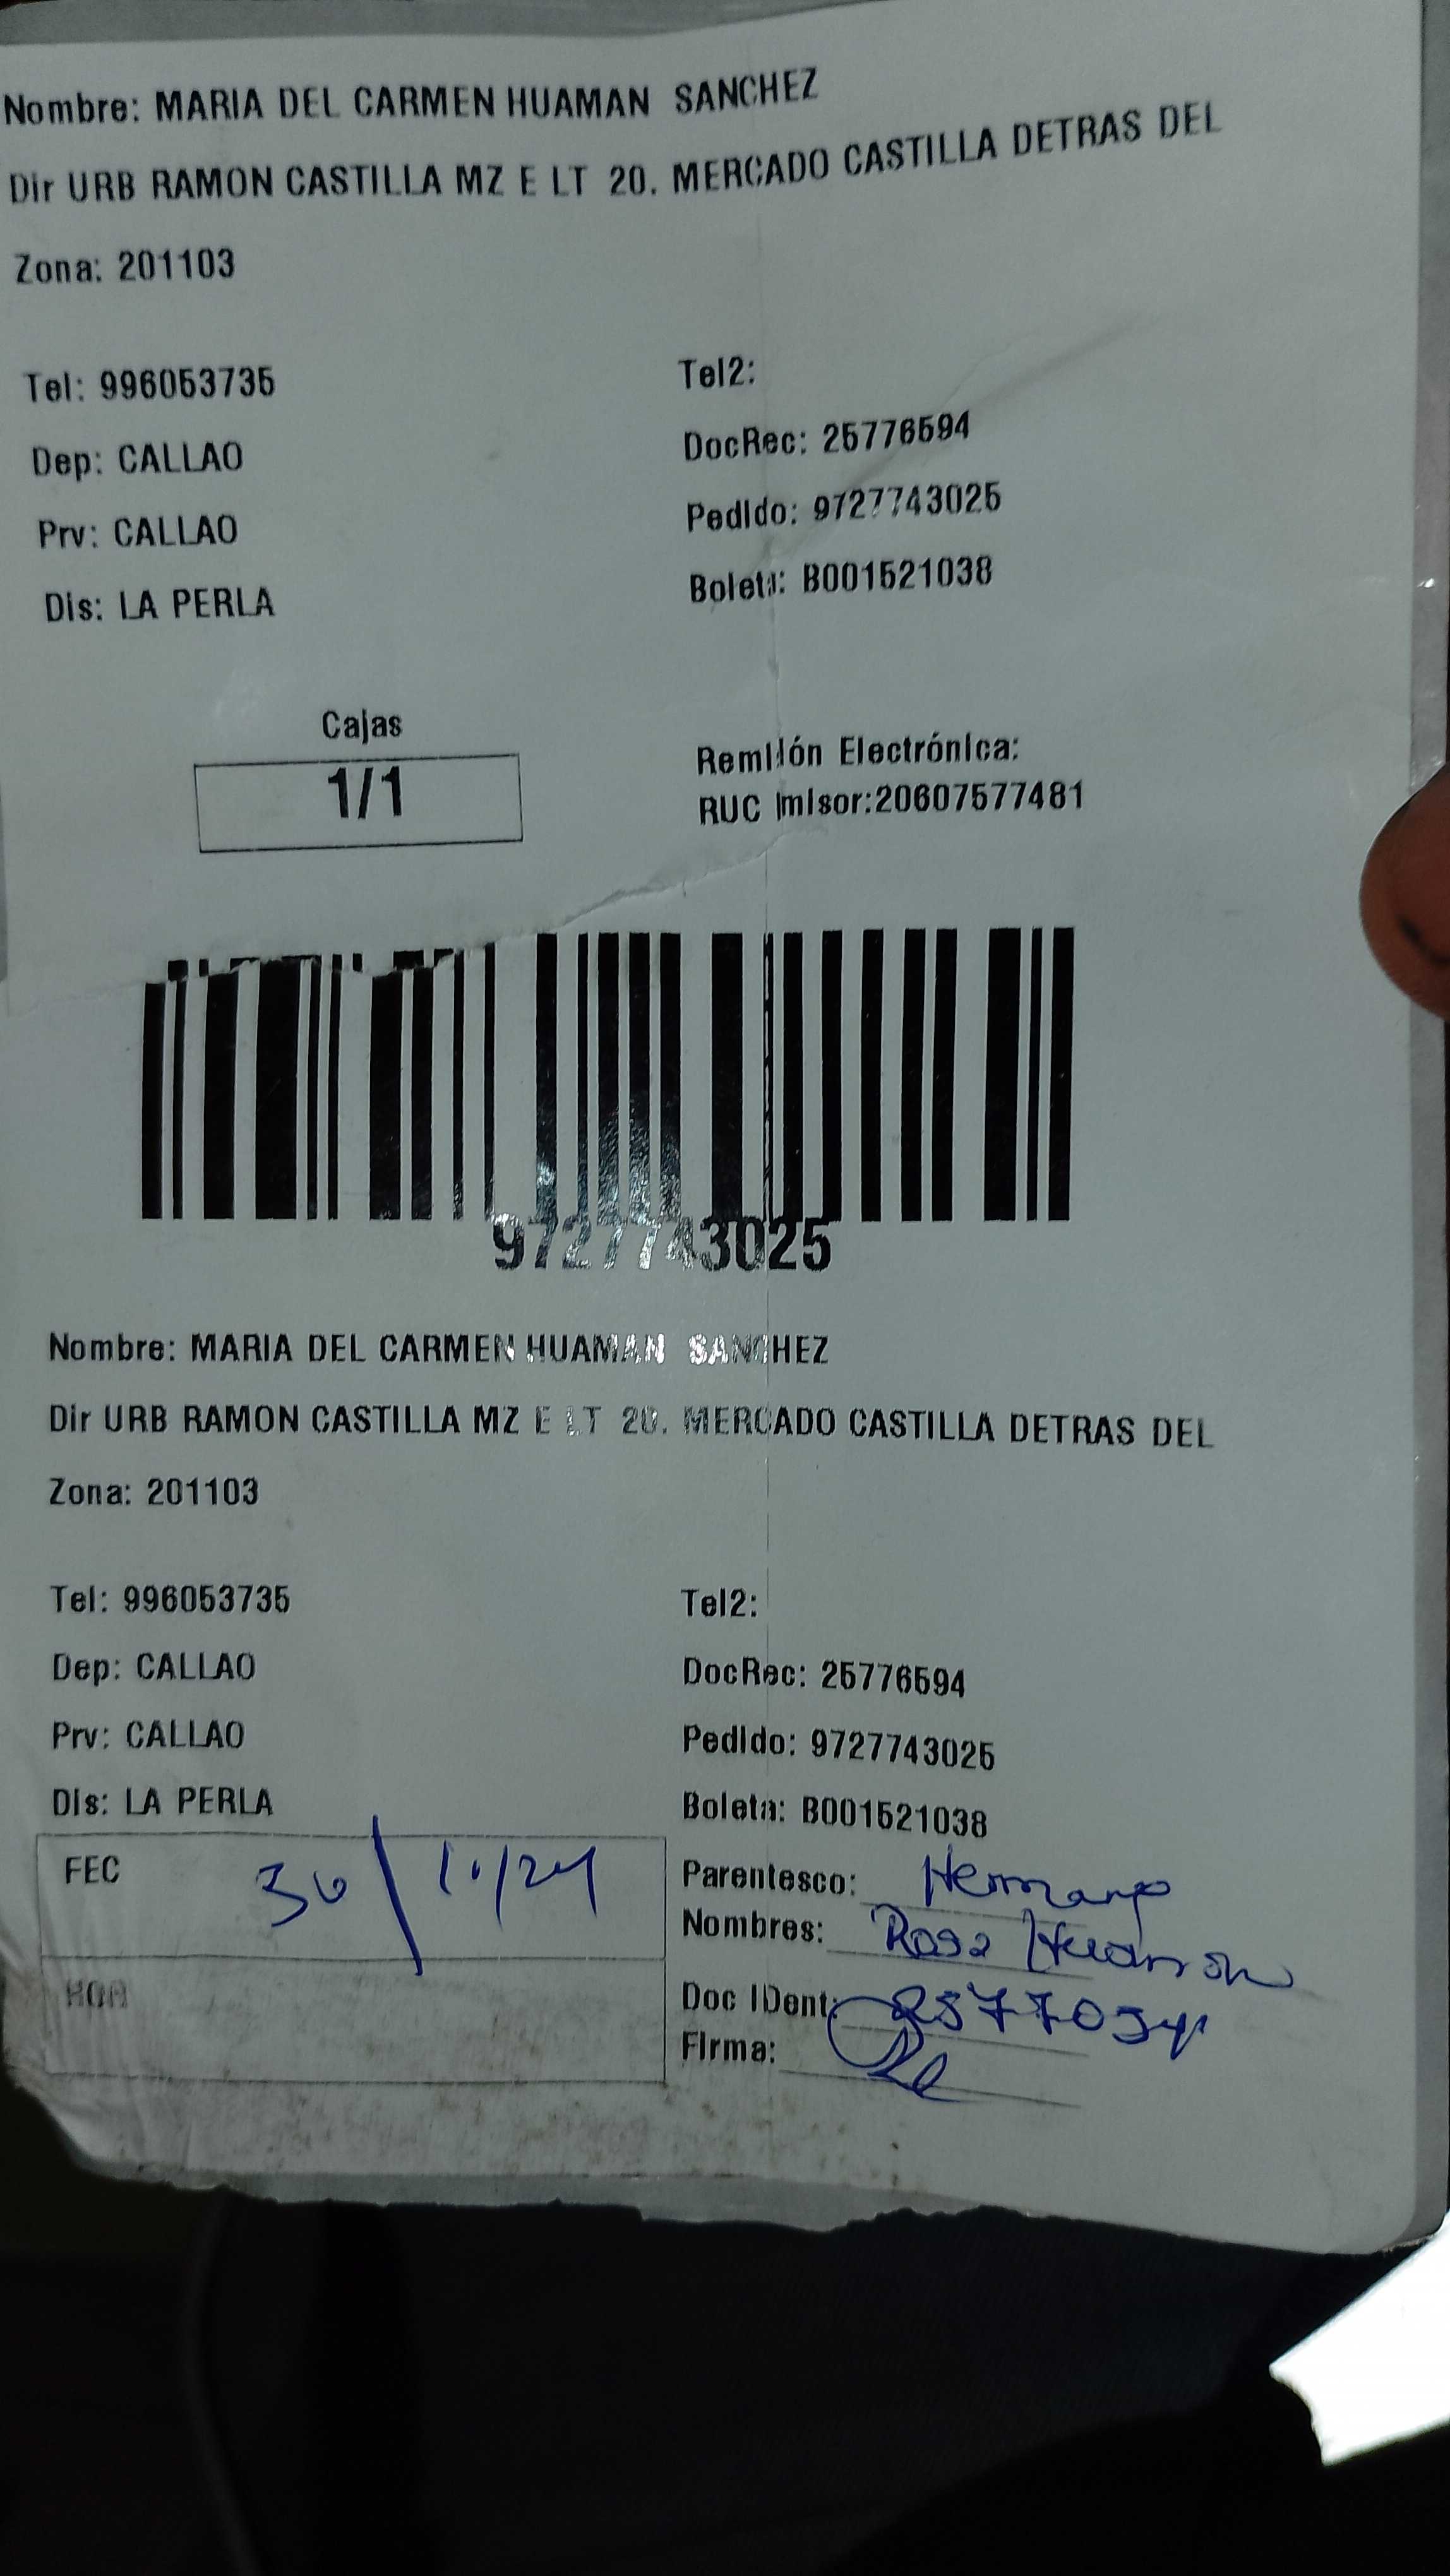 Nombre: MARIA DEL CARMEN HUAMAN SANCHEZ
Dir URB RAMON CASTILLA MZ E LT 20. MERCADO CASTILLA DETRAS DEL
Zona: 201103
Tel: 996053735
Tel2:
Dep: CALLAO
DocRec: 25776594
Prv: CALLAO
Pedido: 9727743025
Dis: LA PERLA
Boleta: B001521038
Cajas
1/1
Electrónica:
RUC :20607577481
9727743025
Nombre: MARIA DEL CARMEN HUAMAN SANCHEZ
Dir URB RAMON CASTILLA MZ E LT 20. MERCADO CASTILLA DETRAS DEL
Zona: 201103
Tel: 996053735
Tel2:
Dep: CALLAO
DocRec: 25776594
Prv: CALLAO
Pedido: 9727743025
Dis: LA PERLA
Boleta: B001521038
FEC 30/10/24
Parentesco: Hermana
Nombres: Rosa Huaman
HOR
Doc IDent:
Firma: